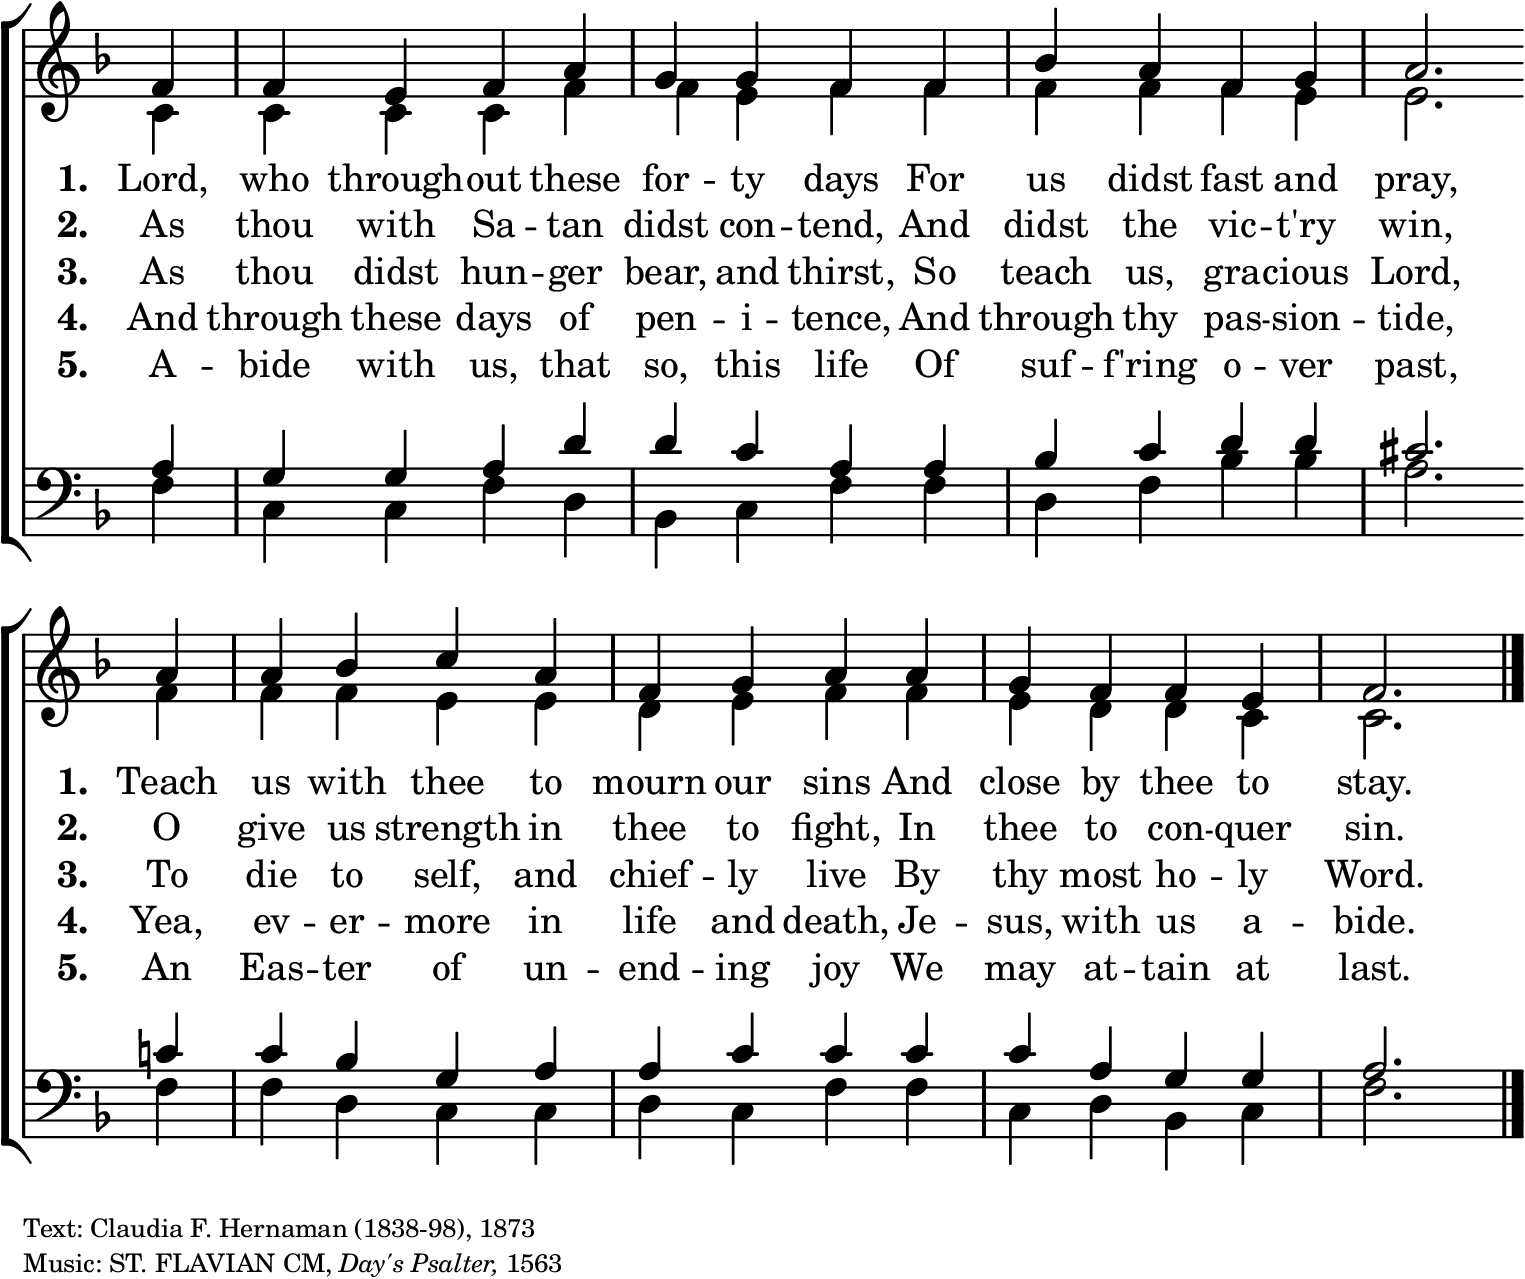 1. Lord, who throughout these for - ty days For us didst fast and pray,
2. As thou with Sa - tan didst con - tend, And didst the vic - t'ry win,
3. As thou didst hun - ger bear, and thirst, So teach us, gracious Lord,
4. And through these days of pen - i - tence, And through thy pas - sion - tide,
5. A - bide with us, that so, this life Of suf - f'ring o - ver past,
1. Teach us with thee to mourn our sins And close by thee to stay.
2. O give us strength in thee to fight, In thee to con - quer sin.
3. To die to self, and chief - ly live By thy most ho - ly Word.
4. Yea, ev - er - more in life and death, Je - sus, with us a - bide.
5. An Eas - ter of un - end - ing joy We may at - tain at last.
Text: Claudia F. Hernaman (1838-98), 1873
Music: ST. FLAVIAN CM, Day's Psalter, 1563